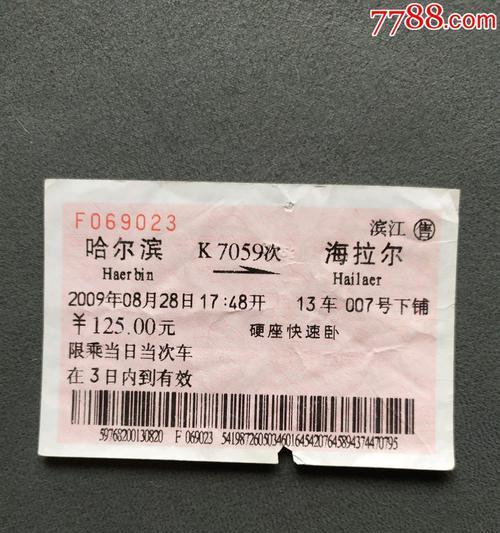 7788.com
F069023
滨江 售
哈尔滨 K7059次 海拉尔
Haerbin Hailaer
2009年08月28日17:48开 13车 007号下铺
￥125.00元 硬座快速卧
限乘当日当次车
在3日内到有效
59768200130820 F 069023 5419872605034601645420764589437447​0795